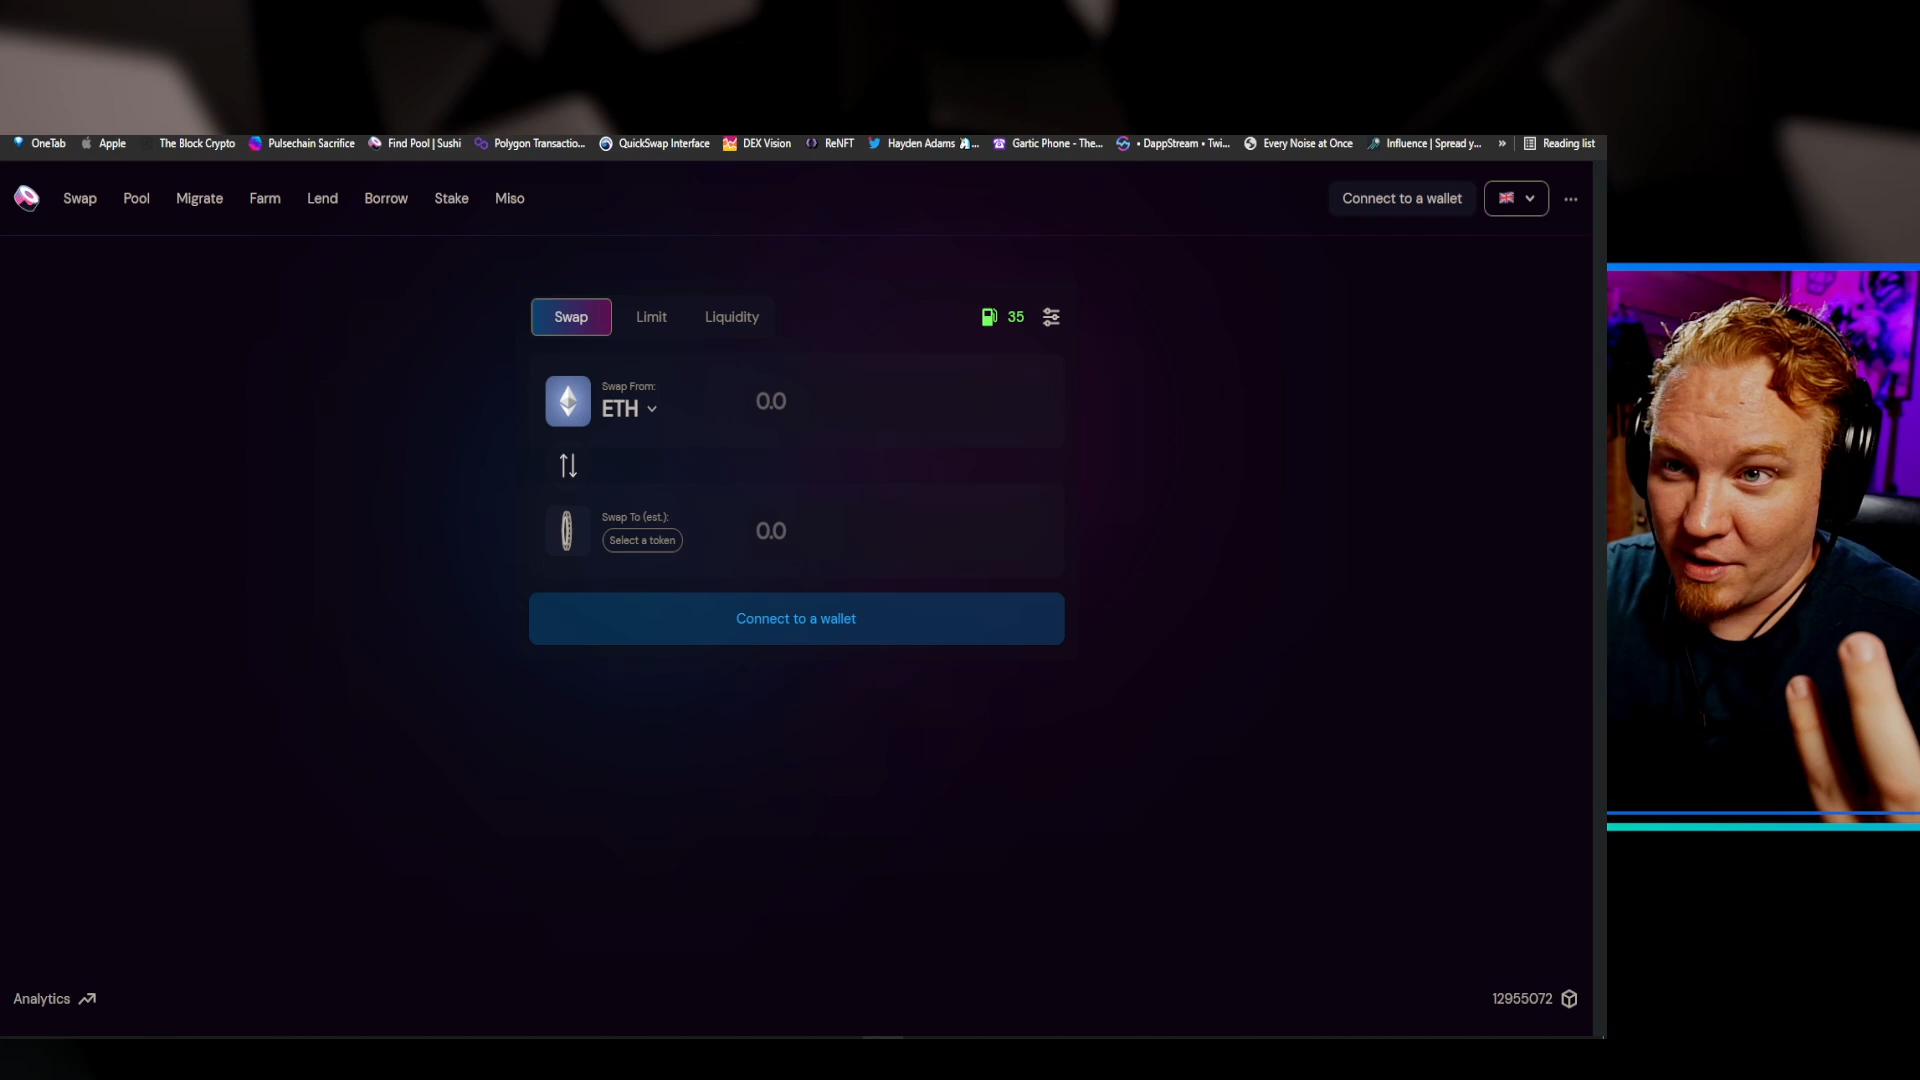 OneTab Apple The Block Crypto Pulsechain Sacrifice Find Pool | Sushi Polygon Transactio... QuickSwap Interface DEX Vision ReNFT Hayden Adams ... Gartic Phone - The... • DappStream • Twi... Every Noise at Once Influence | Spread y... » Reading list
Swap Pool Migrate Farm Lend Borrow Stake Miso Connect to a wallet ...
Swap Limit Liquidity 35
Swap From:
ETH 0.0
Swap To (est.):
Select a token 0.0
Connect to a wallet
Analytics 12955072